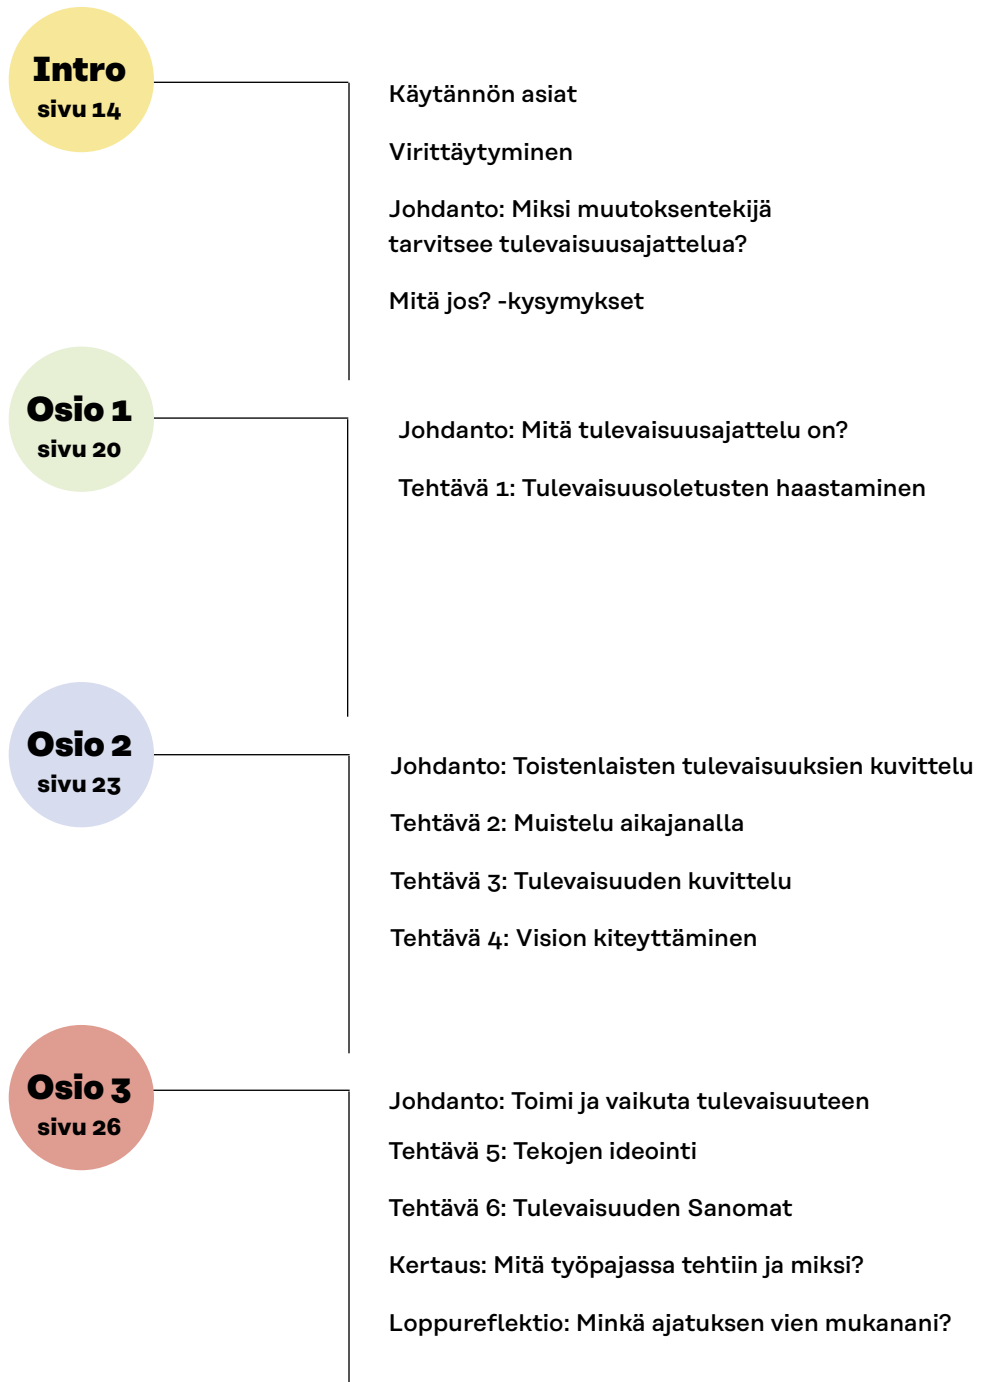 Intro
sivu 14
Käytännön asiat
Virittäytyminen
Johdanto: Miksi muutoksentekijä
tarvitsee tulevaisuusajattelua?
Mitä jos? -kysymykset
Osio 1
sivu 20
Johdanto: Mitä tulevaisuusajattelu on?
Tehtävä 1: Tulevaisuusoletusten haastaminen
Osio 2
sivu 23
Johdanto: Toistenlaisten tulevaisuuksien kuvittelu
Tehtävä 2: Muistelu aikajanalla
Tehtävä 3: Tulevaisuuden kuvittelu
Tehtävä 4: Vision kiteyttäminen
Osio 3
sivu 26
Johdanto: Toimi ja vaikuta tulevaisuuteen
Tehtävä 5: Tekojen ideointi
Tehtävä 6: Tulevaisuuden Sanomat
Kertaus: Mitä työpajassa tehtiin ja miksi?
Loppureflektio: Minkä ajatuksen vien mukanani?